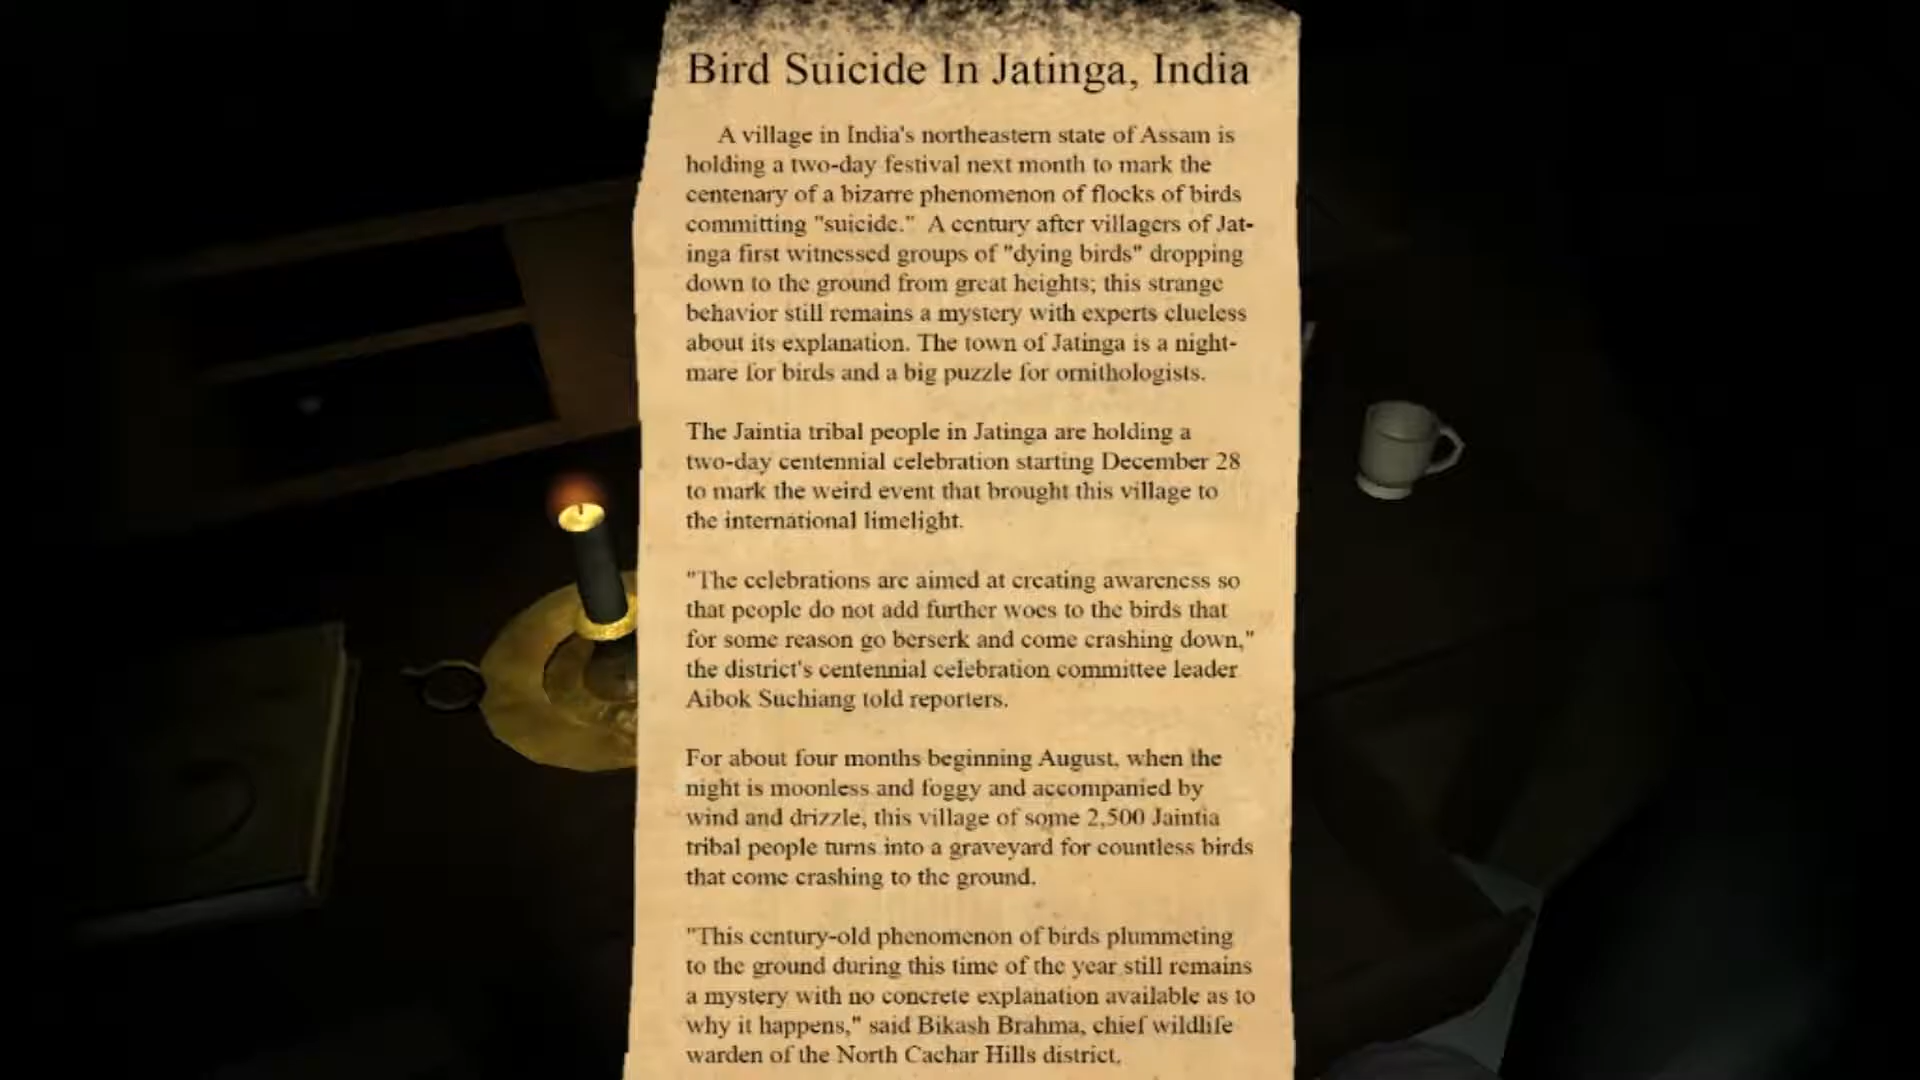 Bird Suicide In Jatinga, India
A village in India's northeastern state of Assam is
holding a two-day festival next month to mark the
centenary of a bizarre phenomenon of flocks of birds
committing "suicide."  A century after villagers of Jat-
inga first witnessed groups of "dying birds" dropping
down to the ground from great heights; this strange
behavior still remains a mystery with experts clueless
about its explanation. The town of Jatinga is a night-
mare for birds and a big puzzle for ornithologists.
The Jaintia tribal people in Jatinga are holding a
two-day centennial celebration starting December 28
to mark the weird event that brought this village to
the international limelight.
"The celebrations are aimed at creating awareness so
that people do not add further woes to the birds that
for some reason go berserk and come crashing down,"
the district's centennial celebration committee leader
Aibok Suchiang told reporters.
For about four months beginning August, when the
night is moonless and foggy and accompanied by
wind and drizzle, this village of some 2,500 Jaintia
tribal people turns into a graveyard for countless birds
that come crashing to the ground.
"This century-old phenomenon of birds plummeting
to the ground during this time of the year still remains
a mystery with no concrete explanation available as to
why it happens," said Bikash Brahma, chief wildlife
warden of the North Cachar Hills district.